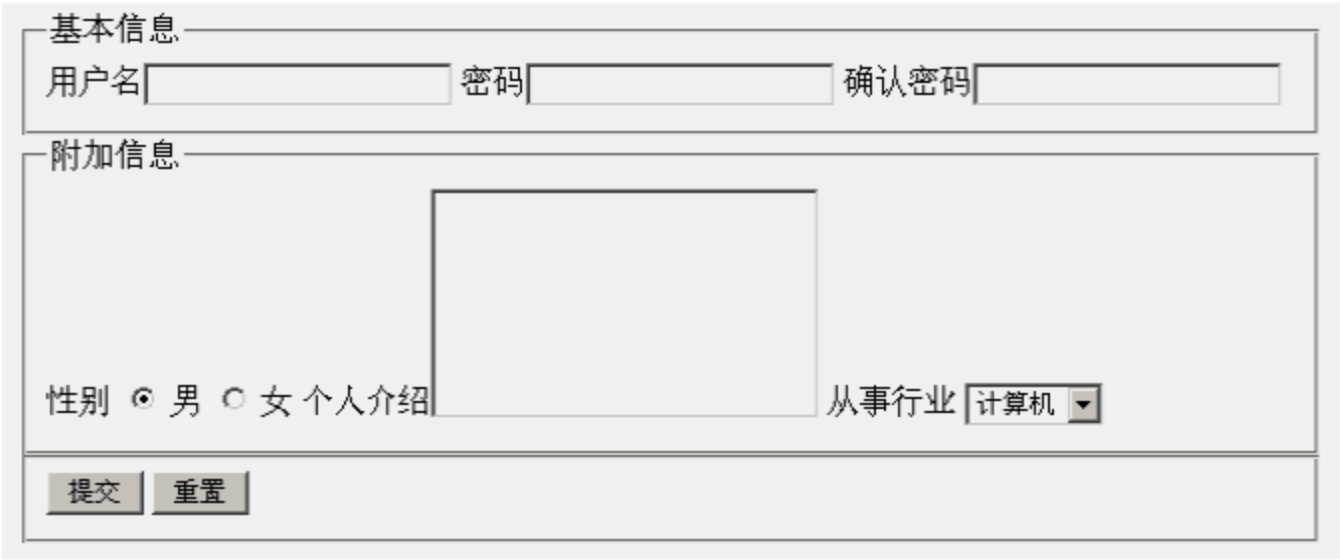 基本信息
用户名 密码 确认密码
附加信息
性别 男 女 个人介绍 从事行业 计算机
提交 重置